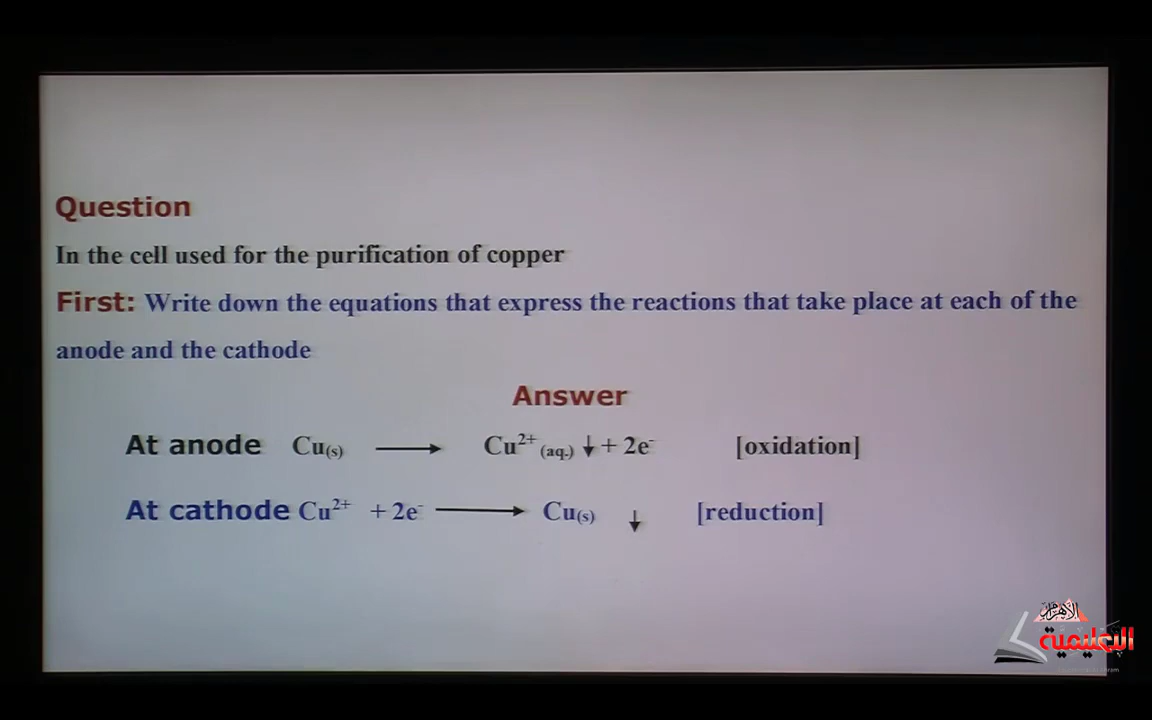 Question
In the cell used for the purification of copper
First: Write down the equations that express the reactions that take place at each of the
anode and the cathode
Answer
At anode Cu(s) ⟶ Cu²⁺ (aq.) ↓ + 2e⁻ [oxidation]
At cathode Cu²⁺ + 2e⁻ ⟶ Cu(s) ↓ [reduction]
الأهرام
التعليمية